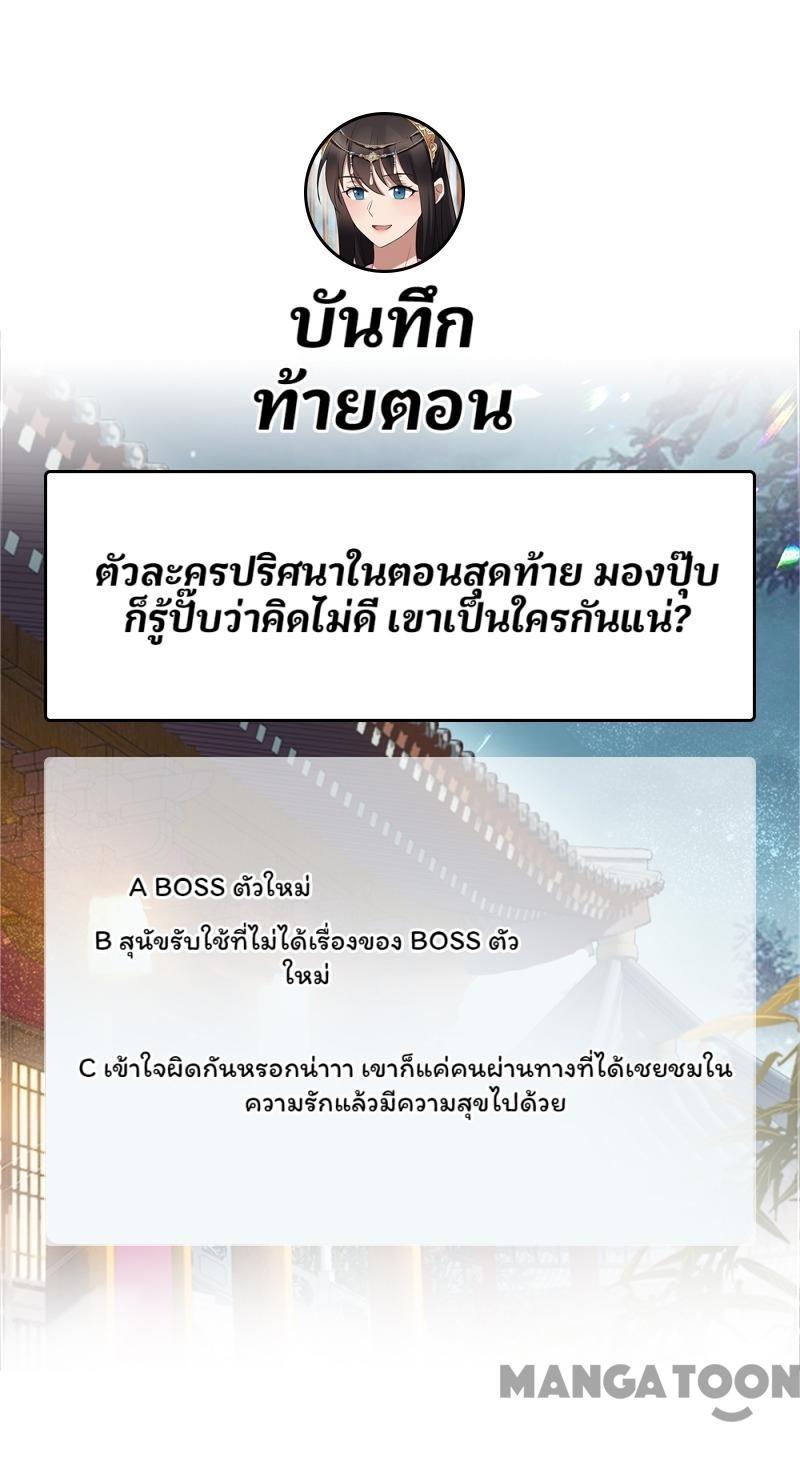 บันทึก
ท้ายตอน
ตัวละครปริศนาในตอนสุดท้าย มองปุ๊บ
ก็รู้ปั๊บว่าคิดไม่ดี เขาเป็นใครกันแน่?
A BOSS ตัวใหม่
B สุนัขรับใช้ที่ไม่ได้เรื่องของ BOSS ตัว
ใหม่
C เข้าใจผิดกันหรอกน่าาา เขาก็แค่คนผ่านทางที่ได้เชยชมใน
ความรักแล้วมีความสุขไปด้วย
MANGATOON